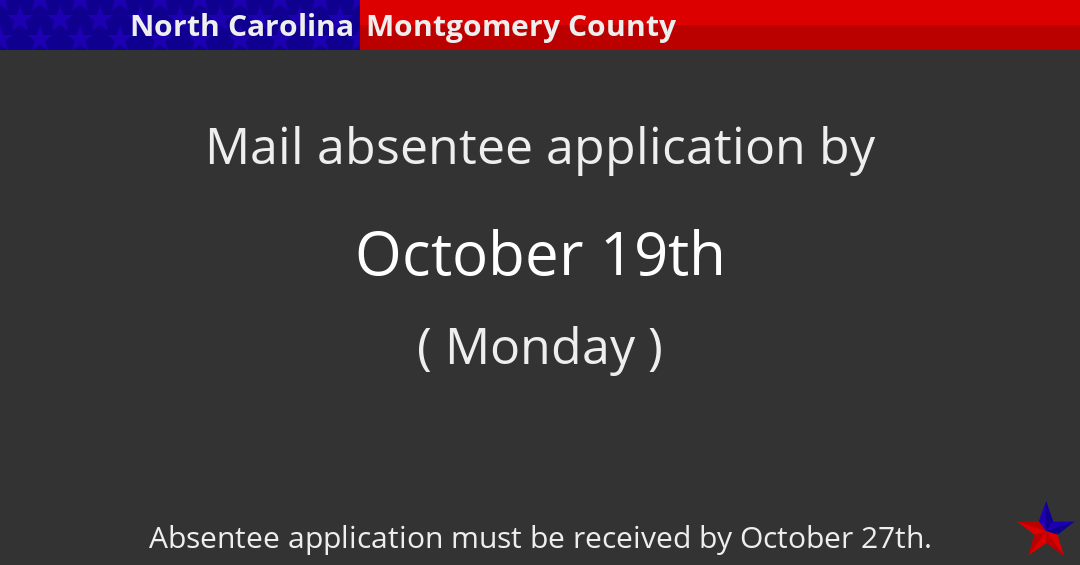 North Carolina Montgomery County
Mail absentee application by
October 19th
( Monday )
Absentee application must be received by October 27th.